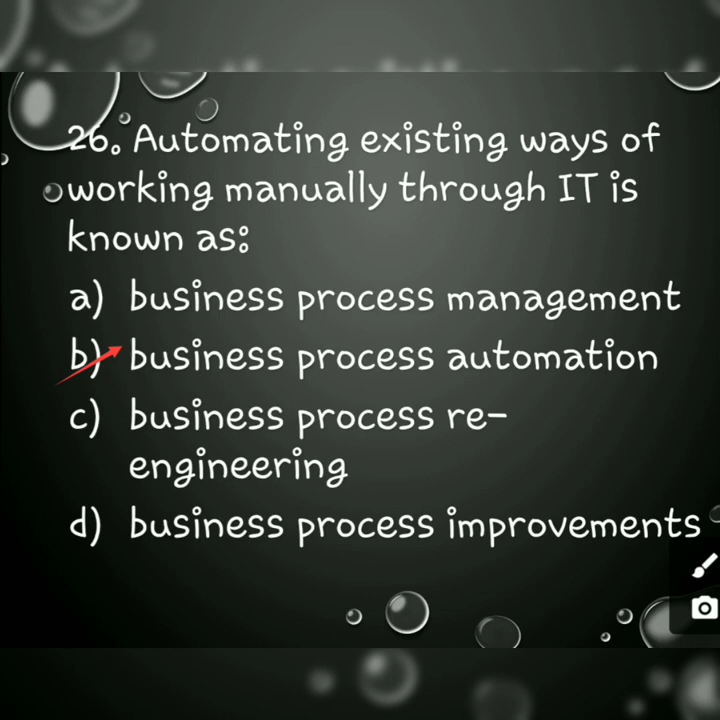 26. Automating existing ways of
working manually through IT is
known as:
a) business process management
b) business process automation
c) business process re-
engineering
d) business process improvements